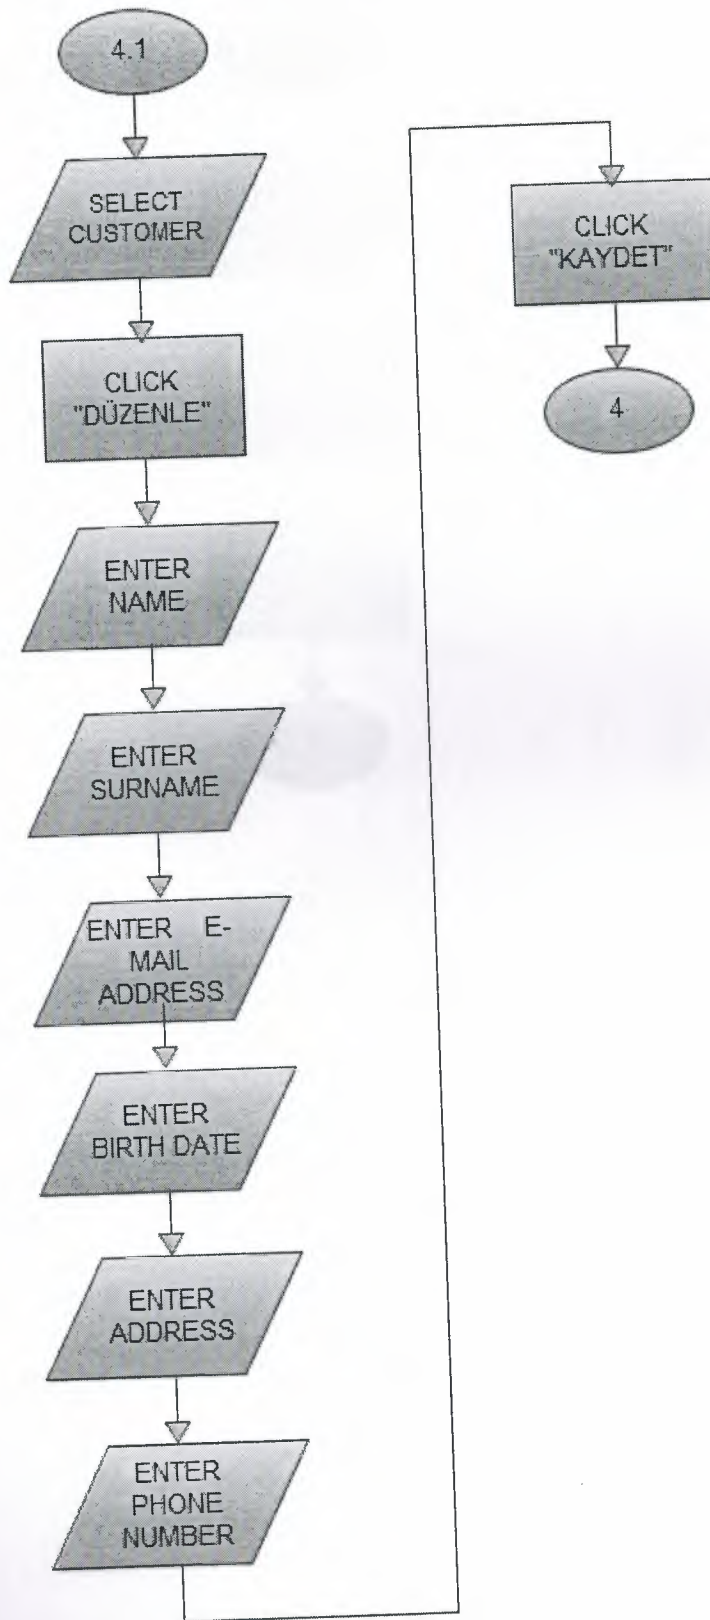 4.1
SELECT
CUSTOMER
CLICK
"DÜZENLE"
ENTER
NAME
ENTER
SURNAME
ENTER E-
MAIL
ADDRESS
ENTER
BIRTH DATE
ENTER
ADDRESS
ENTER
PHONE
NUMBER
CLICK
"KAYDET"
4